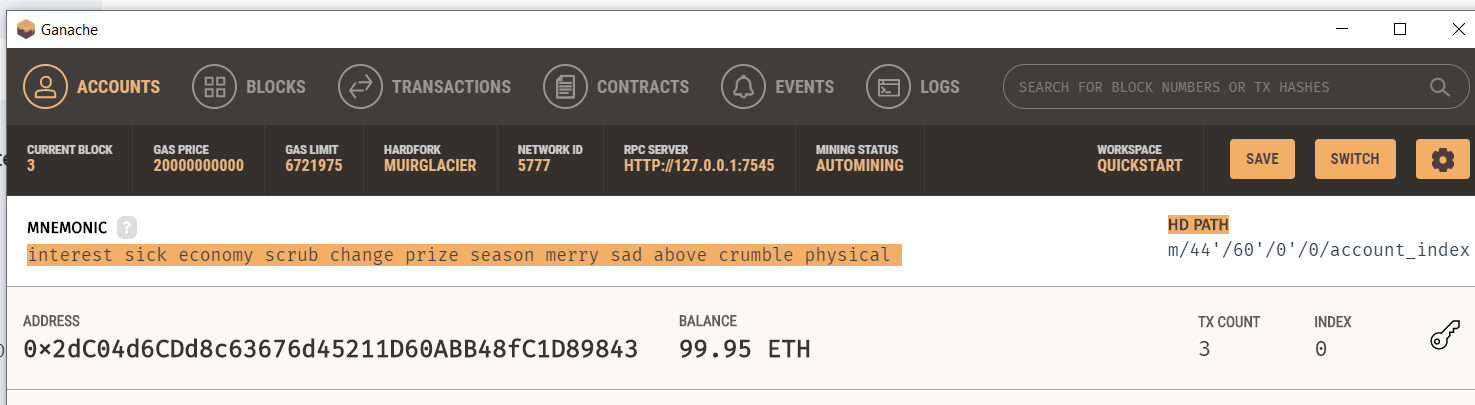 Ganache
ACCOUNTS BLOCKS TRANSACTIONS CONTRACTS EVENTS LOGS SEARCH FOR BLOCK NUMBERS OR TX HASHES
CURRENT BLOCK GAS PRICE GAS LIMIT HARDFORK NETWORK ID RPC SERVER MINING STATUS WORKSPACE
3 20000000000 6721975 MUIRGLACIER 5777 HTTP://127.0.0.1:7545 AUTOMINING QUICKSTART SAVE SWITCH
MNEMONIC ? HD PATH
interest sick economy scrub change prize season merry sad above crumble physical m/44'/60'/0'/0/account_index
ADDRESS BALANCE TX COUNT INDEX
0×2dC04d6CDd8c63676d45211D60ABB48fC1D89843 99.95 ETH 3 0